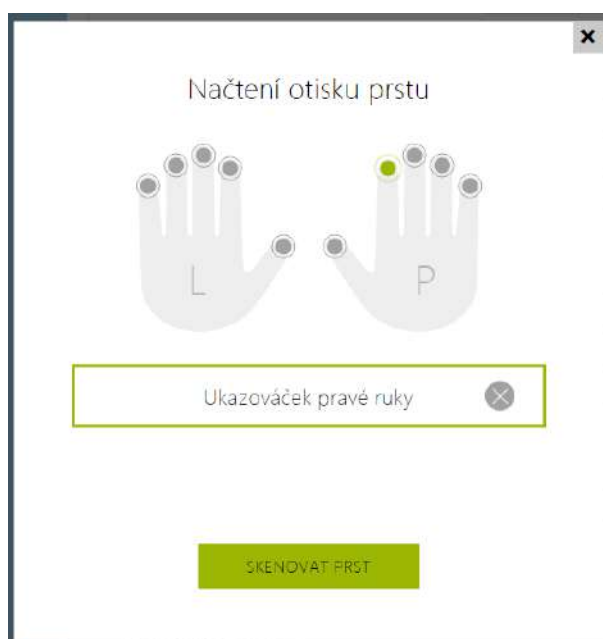 Načtení otisku prstu
L
P
Ukazováček pravé ruky
SKENOVAT PRST